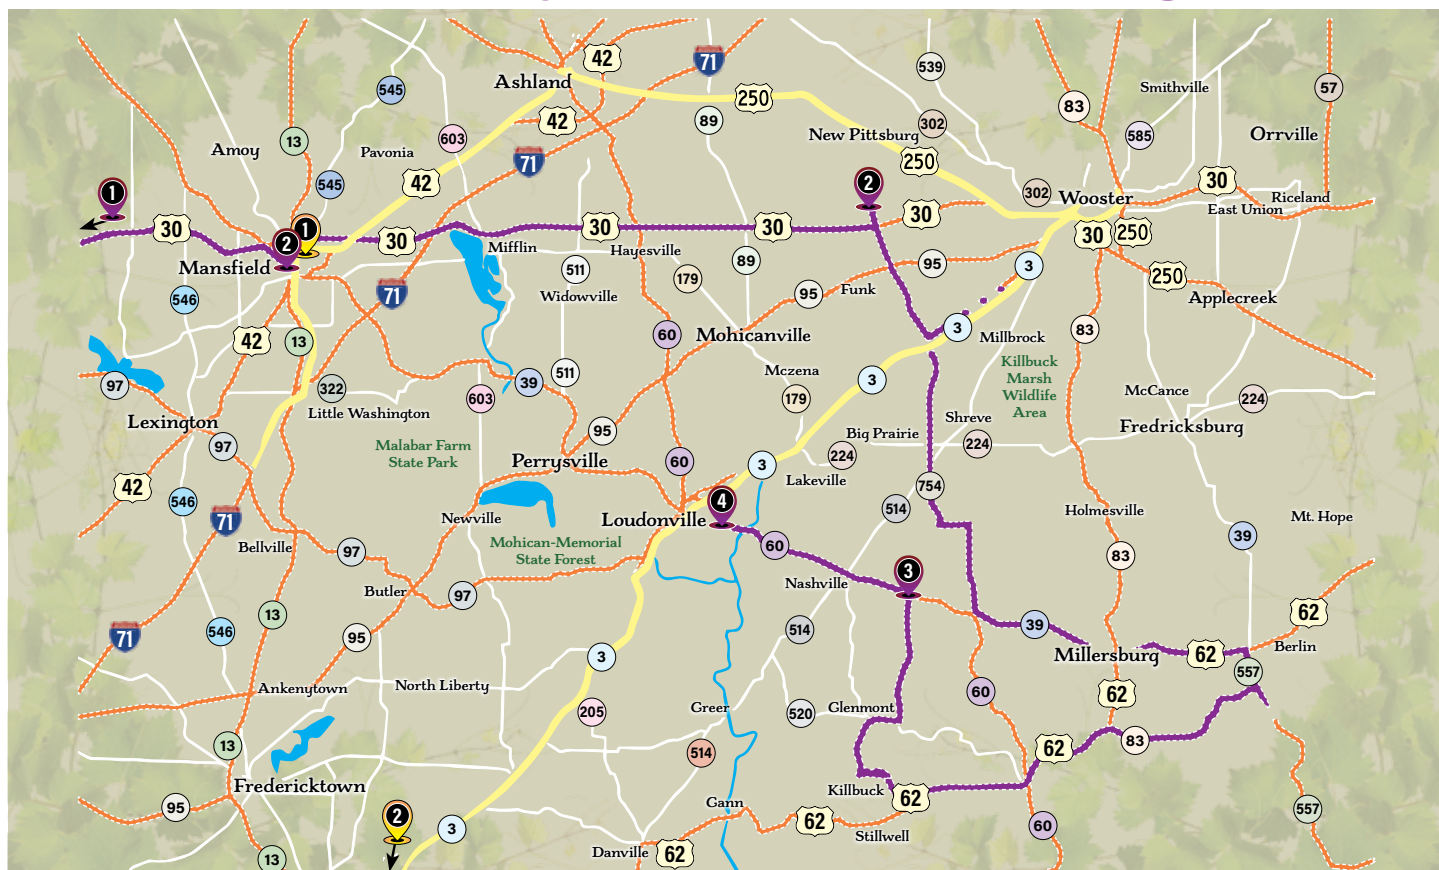 42
71
539
Ashland
Smithville
57
545
250
83
89
302
New Pittsburg
585
Orrville
42
13
603
Amoy
Pavonia
71
250
545
42
30
1
2
302
Wooster
Riceland
East Union
30
30
1
2
30
30
30
30
250
Mifflin
Hayesville
Mansfield
511
89
95
3
179
250
Widowville
Funk
95
Applecreek
546
71
42
13
60
Mohicanville
3
Millbrock
83
97
322
39
511
Mczena
3
Killbuck
Marsh
Wildlife
Area
McCance
603
179
224
Little Washington
Lexington
Shreve
Fredricksburg
95
Big Prairie
224
97
Malabar Farm
State Park
Perrysville
60
3
224
Lakeville
42
754
546
4
514
Newville
Loudonville
Holmesville
Mt. Hope
71
Bellville
39
Mohican-Memorial
State Forest
60
97
83
3
Nashville
Butler
97
62
13
39
71
546
95
514
Millersburg
62
Berlin
3
557
Ankenytown
North Liberty
60
62
205
Greer
520
Glenmont
13
514
62
83
Fredericktown
Killbuck
62
95
Gann
557
2
3
62
60
Stillwell
Danville
62
13